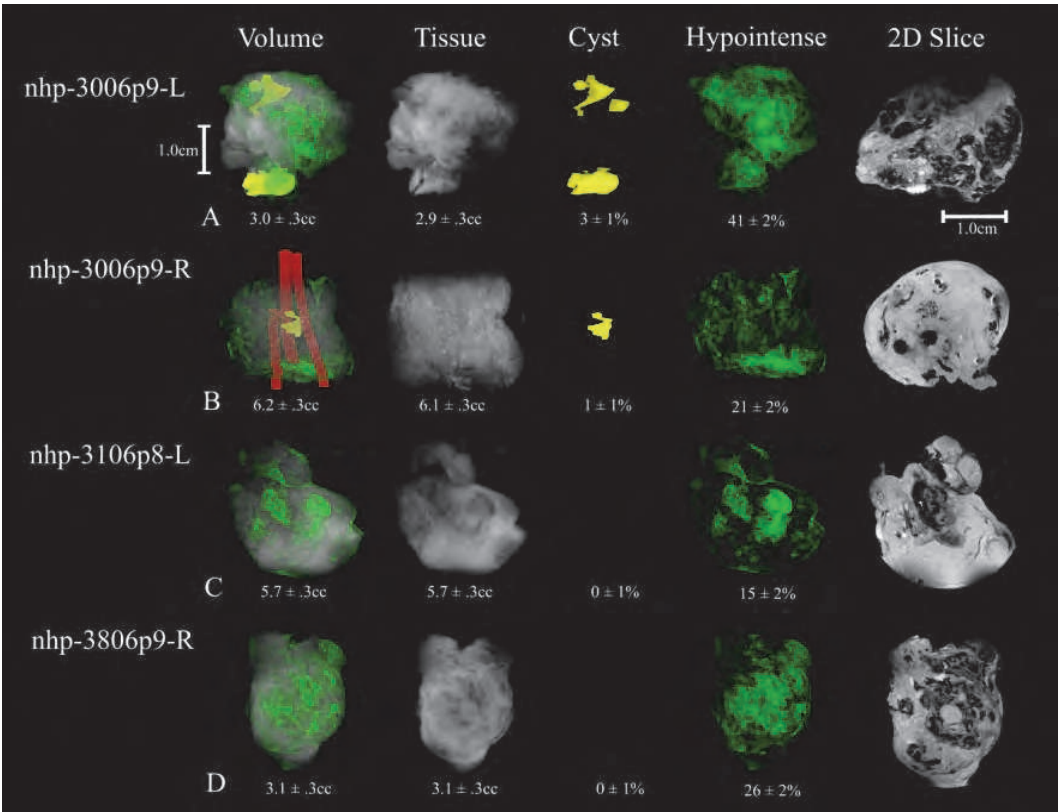 Volume Tissue Cyst Hypointense 2D Slice
nhp-3006p9-L
1.0cm
A 3.0 ± .3cc 2.9 ± .3cc 3 ± 1% 41 ± 2% 1.0cm
nhp-3006p9-R
B 6.2 ± .3cc 6.1 ± .3cc 1 ± 1% 21 ± 2%
nhp-3106p8-L
C 5.7 ± .3cc 5.7 ± .3cc 0 ± 1% 15 ± 2%
nhp-3806p9-R
D 3.1 ± .3cc 3.1 ± .3cc 0 ± 1% 26 ± 2%